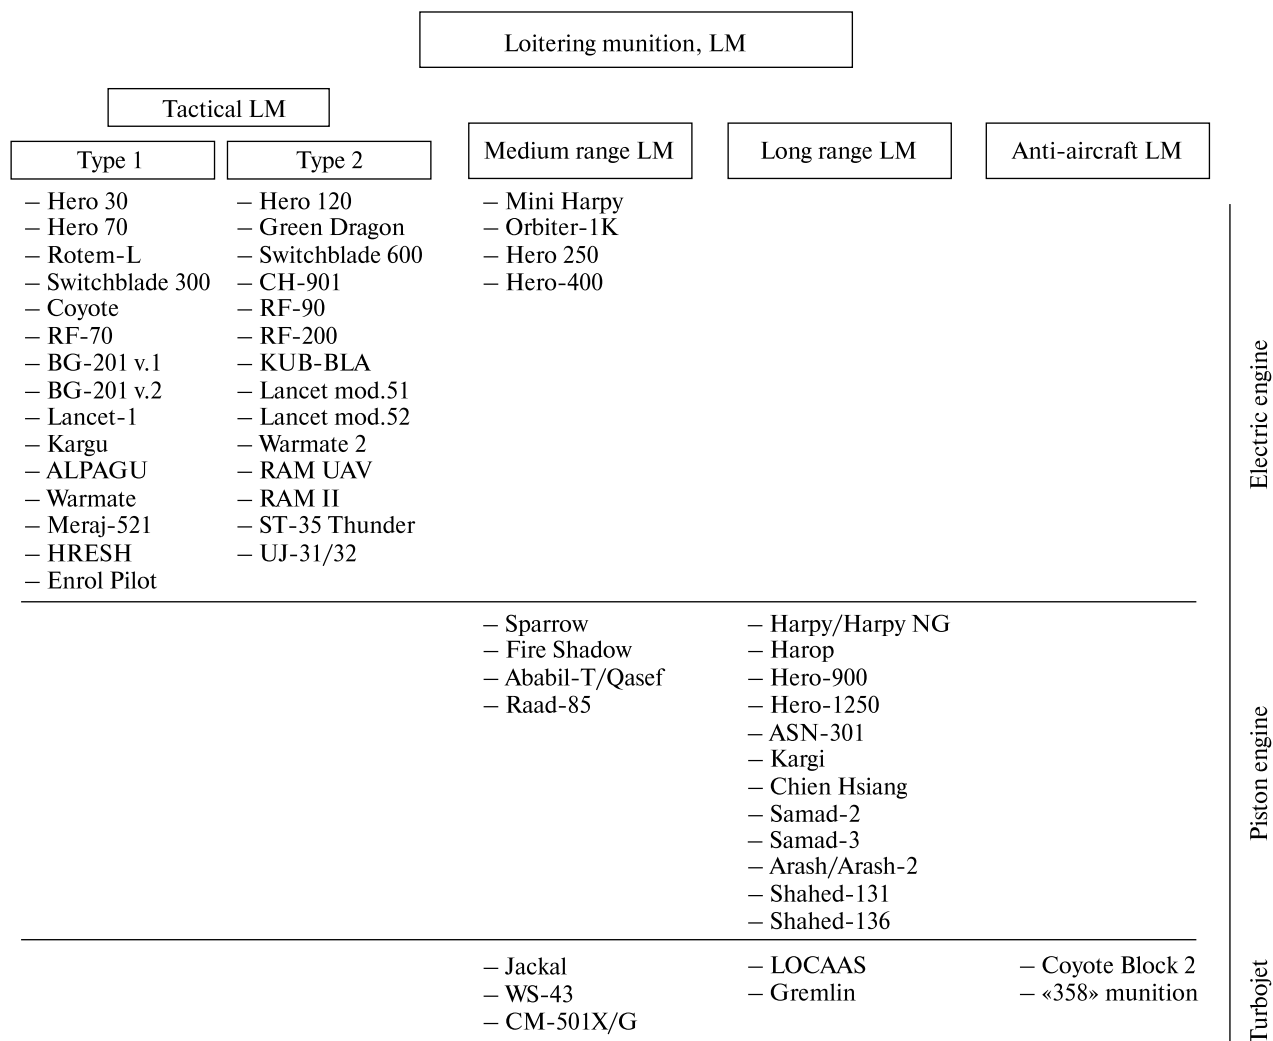 Loitering munition, LM
Tactical LM
Type 1
Type 2
Medium range LM
Long range LM
Anti-aircraft LM
– Hero 30
– Hero 70
– Rotem-L
– Switchblade 300
– Coyote
– RF-70
– BG-201 v.1
– BG-201 v.2
– Lancet-1
– Kargu
– ALPAGU
– Warmate
– Meraj-521
– HRESH
– Enrol Pilot
– Hero 120
– Green Dragon
– Switchblade 600
– CH-901
– RF-90
– RF-200
– KUB-BLA
– Lancet mod.51
– Lancet mod.52
– Warmate 2
– RAM UAV
– RAM II
– ST-35 Thunder
– UJ-31/32
– Mini Harpy
– Orbiter-1K
– Hero 250
– Hero-400
Electric engine
– Sparrow
– Fire Shadow
– Ababil-T/Qasef
– Raad-85
– Harpy/Harpy NG
– Harop
– Hero-900
– Hero-1250
– ASN-301
– Kargi
– Chien Hsiang
– Samad-2
– Samad-3
– Arash/Arash-2
– Shahed-131
– Shahed-136
Piston engine
– Jackal
– WS-43
– CM-501X/G
– LOCAAS
– Gremlin
– Coyote Block 2
– «358» munition
Turbojet